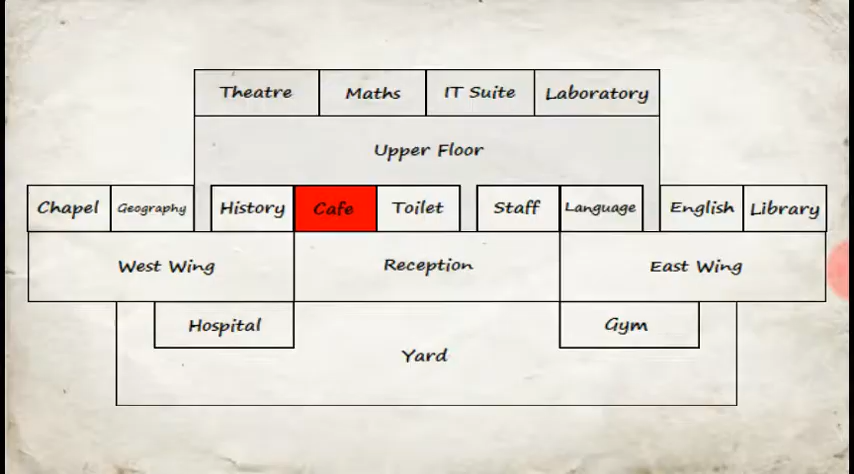 Theatre Maths IT Suite Laboratory
Upper Floor
Chapel Geography History Cafe Toilet Staff Language English Library
West Wing Reception East Wing
Hospital Gym
Yard